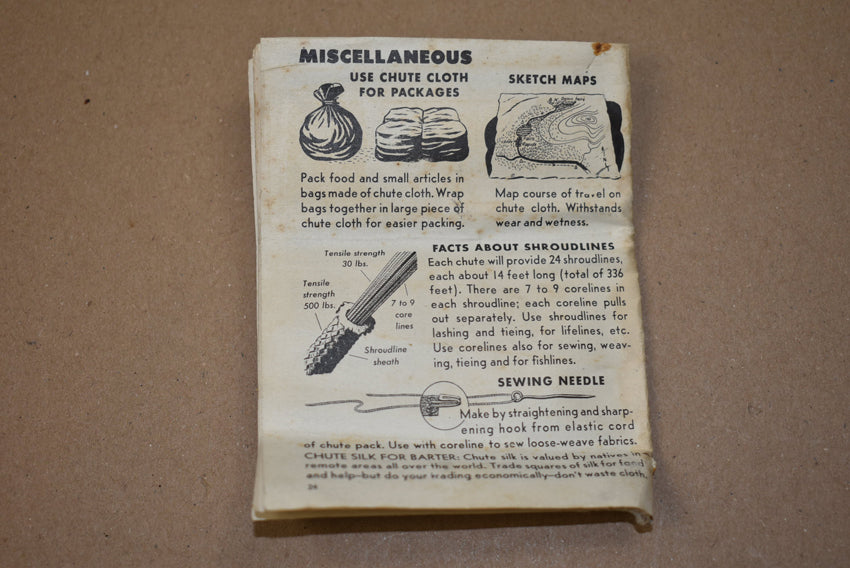 MISCELLANEOUS
USE CHUTE CLOTH
FOR PACKAGES
Pack food and small articles in
bags made of chute cloth. Wrap
bags together in large piece of
chute cloth for easier packing.
SKETCH MAPS
Map course of travel on
chute cloth. Withstands
wear and wetness.
Tensile strength
30 lbs.
Tensile
strength
500 lbs.
7 to 9
core
lines
Shroudline
sheath
FACTS ABOUT SHROUDLINES
Each chute will provide 24 shroudlines,
each about 14 feet long (total of 336
feet). There are 7 to 9 corelines in
each shroudline; each coreline pulls
out separately. Use shroudlines for
lashing and tieing, for lifelines, etc.
Use corelines also for sewing, weav-
ing, tieing and for fishlines.
SEWING NEEDLE
Make by straightening and sharp-
ening hook from elastic cord
of chute pack. Use with coreline to sew loose-weave fabrics.
CHUTE SILK FOR BARTER: Chute silk is valued by natives in
remote areas all over the world. Trade squares of silk for food
and help—but do your trading economically—don't waste cloth.